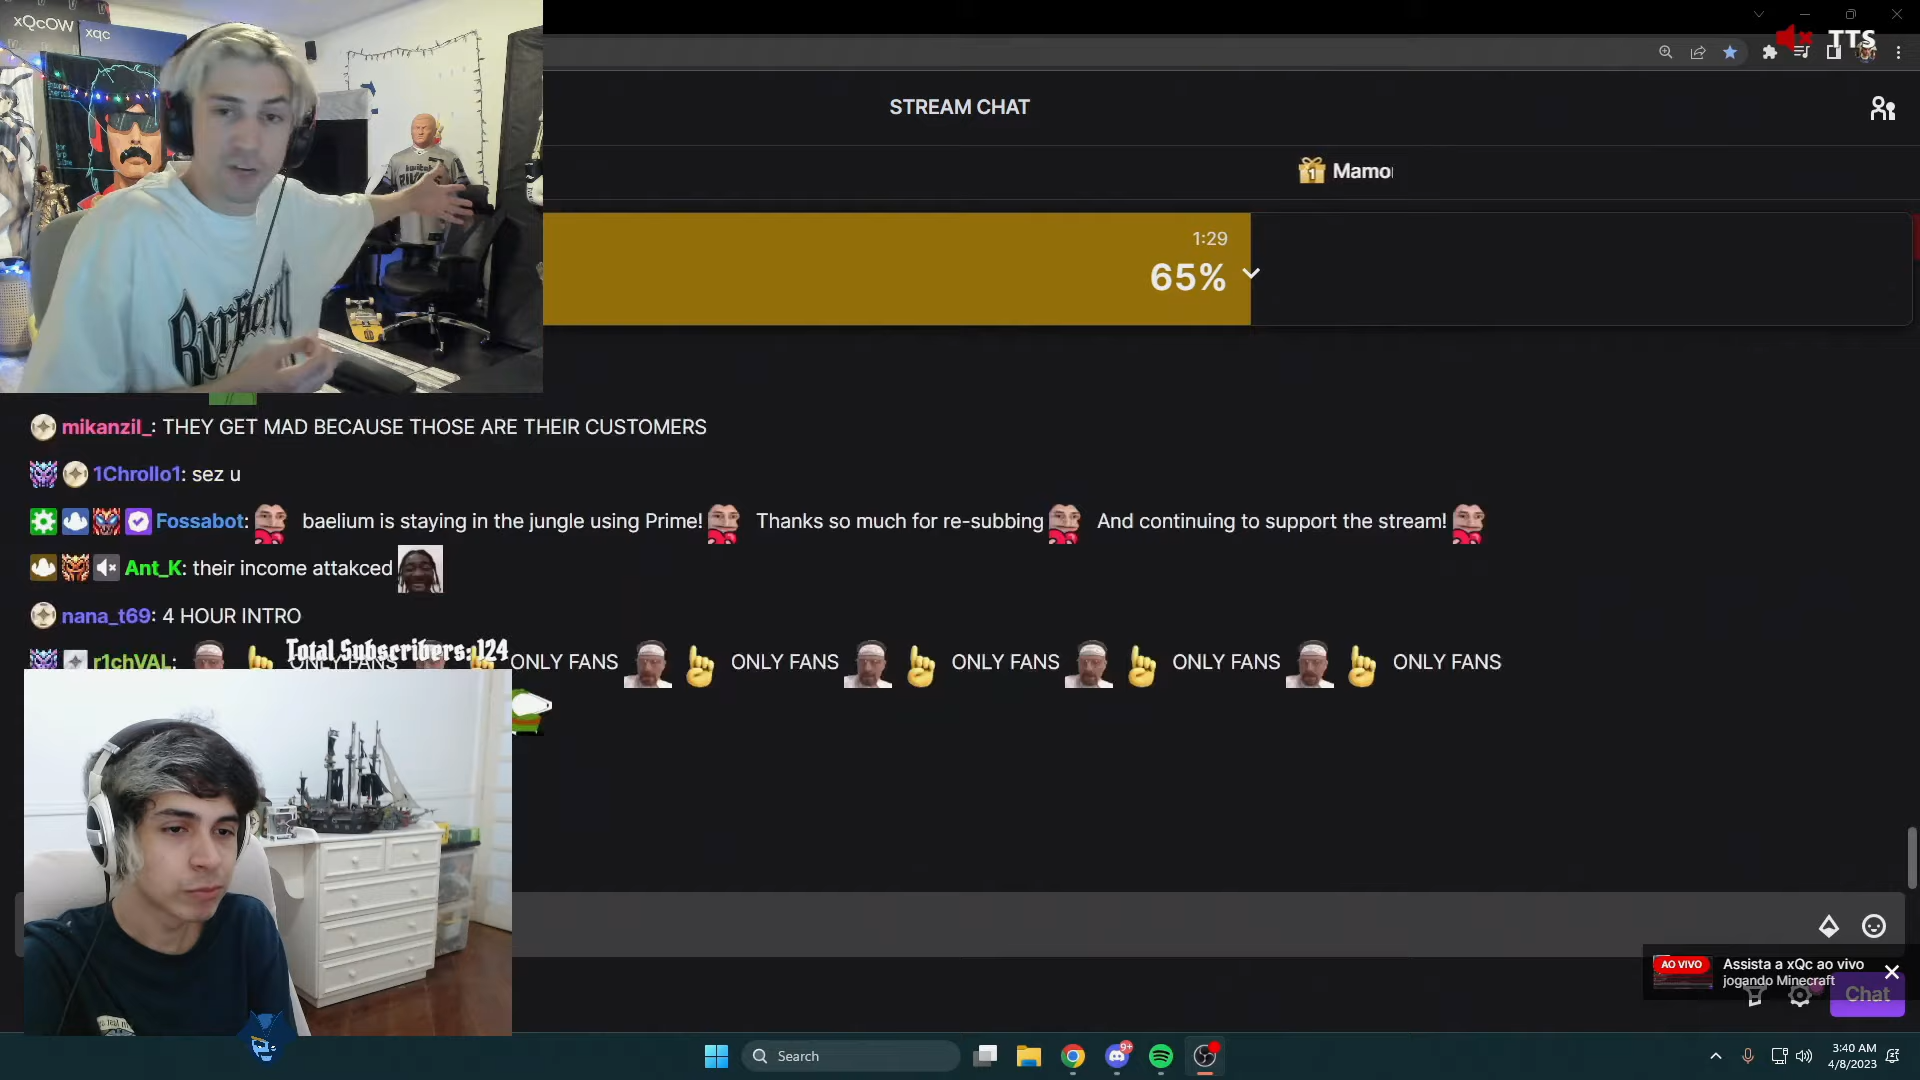 xQcOW
xqc
TTS
STREAM CHAT
1 Mamo
1:29
65%
mikanzil_: THEY GET MAD BECAUSE THOSE ARE THEIR CUSTOMERS
1Chrollo1: sez u
Fossabot: baelium is staying in the jungle using Prime! Thanks so much for re-subbing And continuing to support the stream!
Ant_K: their income attakced
nana_t69: 4 HOUR INTRO
Total Subscribers: 124
r1chVAL: ONLY FANS ONLY FANS ONLY FANS ONLY FANS ONLY FANS ONLY FANS
AO VIVO
Assista a xQc ao vivo
jogando Minecraft
Chat
Search
9+
3:40 AM
4/8/2023